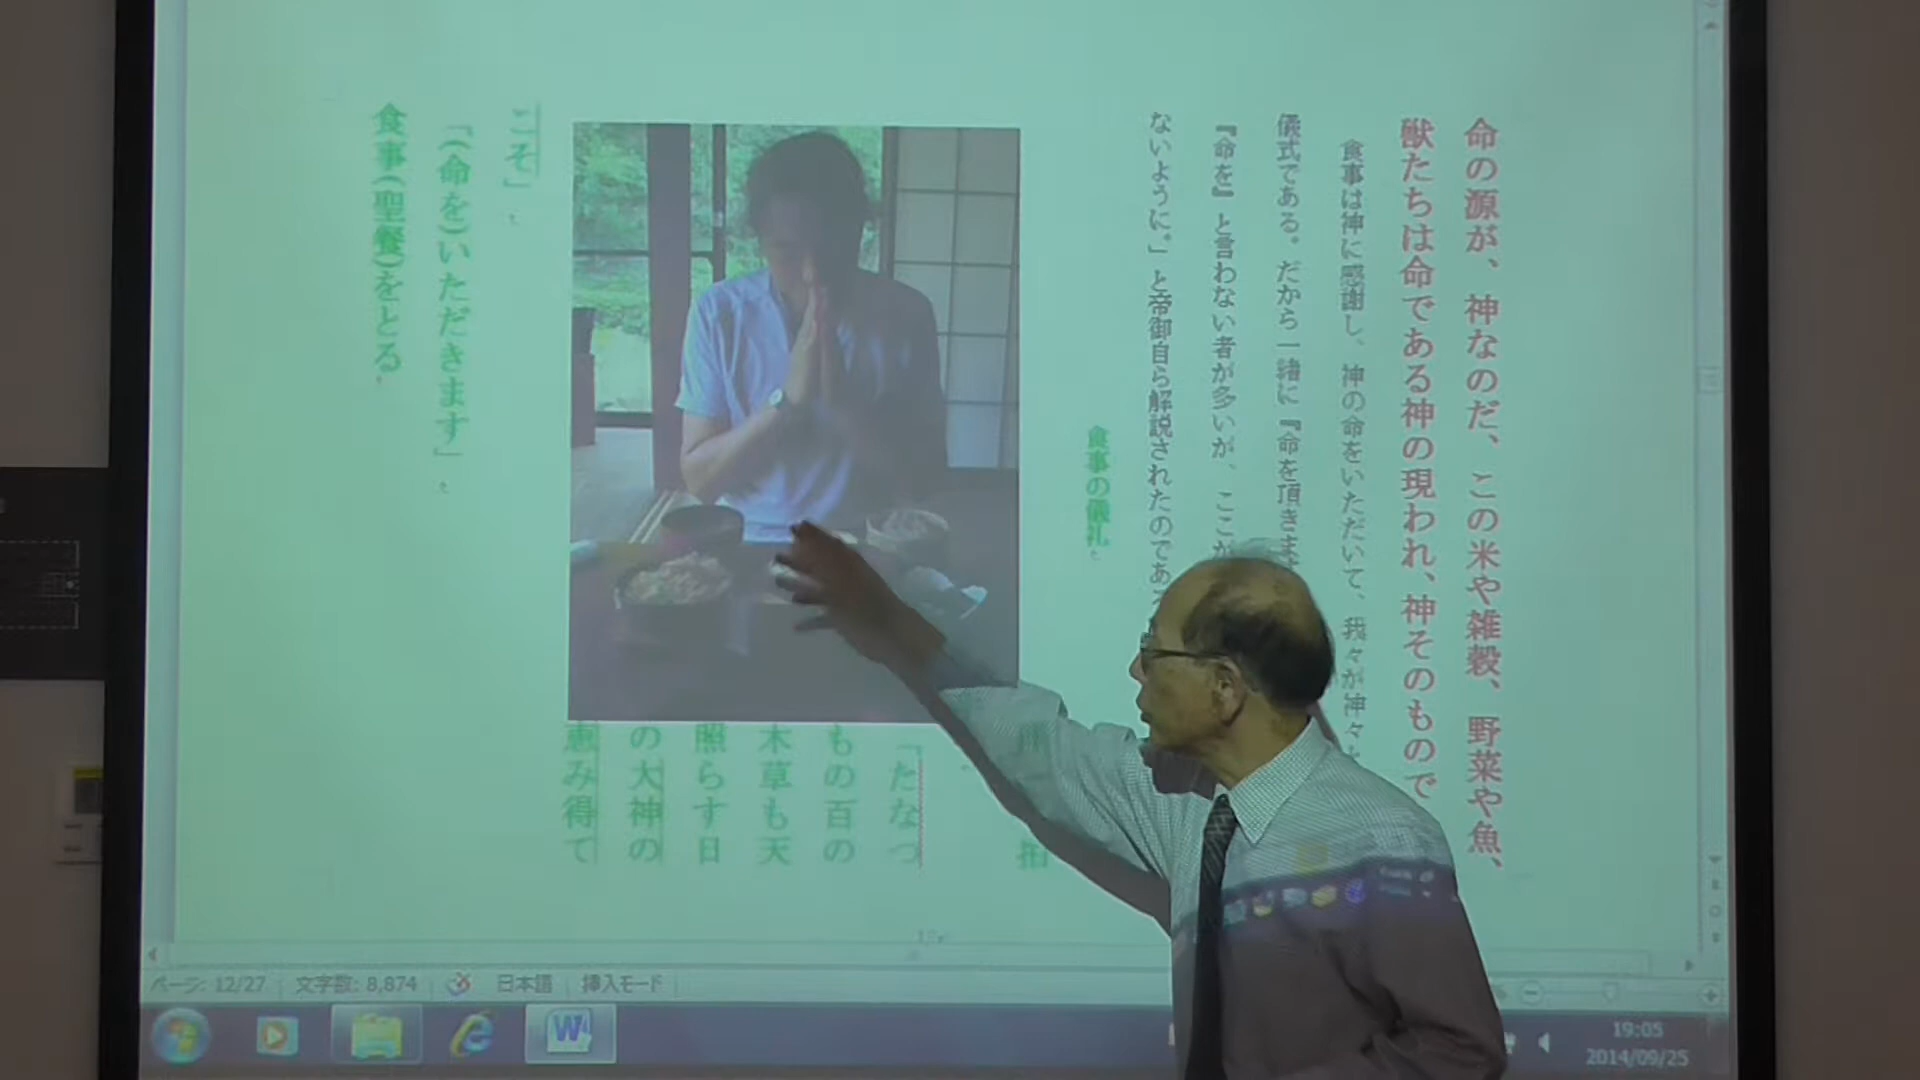 命の源が、神なのだ、この米や雑穀、野菜や魚、
獣たちは命である神の現われ、神そのもので
食事は神に感謝し、神の命をいただいて、我々が神々と
儀式である。だから一緒に『命を頂きま
『命を』と言わない者が多いが、ここが
ないように。」と帝御自ら解説されたのであ
食事の儀礼
「たなつ
もの百の
木草も天
照らす日
の大神の
恵み得て
こそ」
「(命を)いただきます」
食事(聖餐)をとる
ページ: 12/27
文字数: 8,874
日本語
挿入モード
19:05
2014/09/25